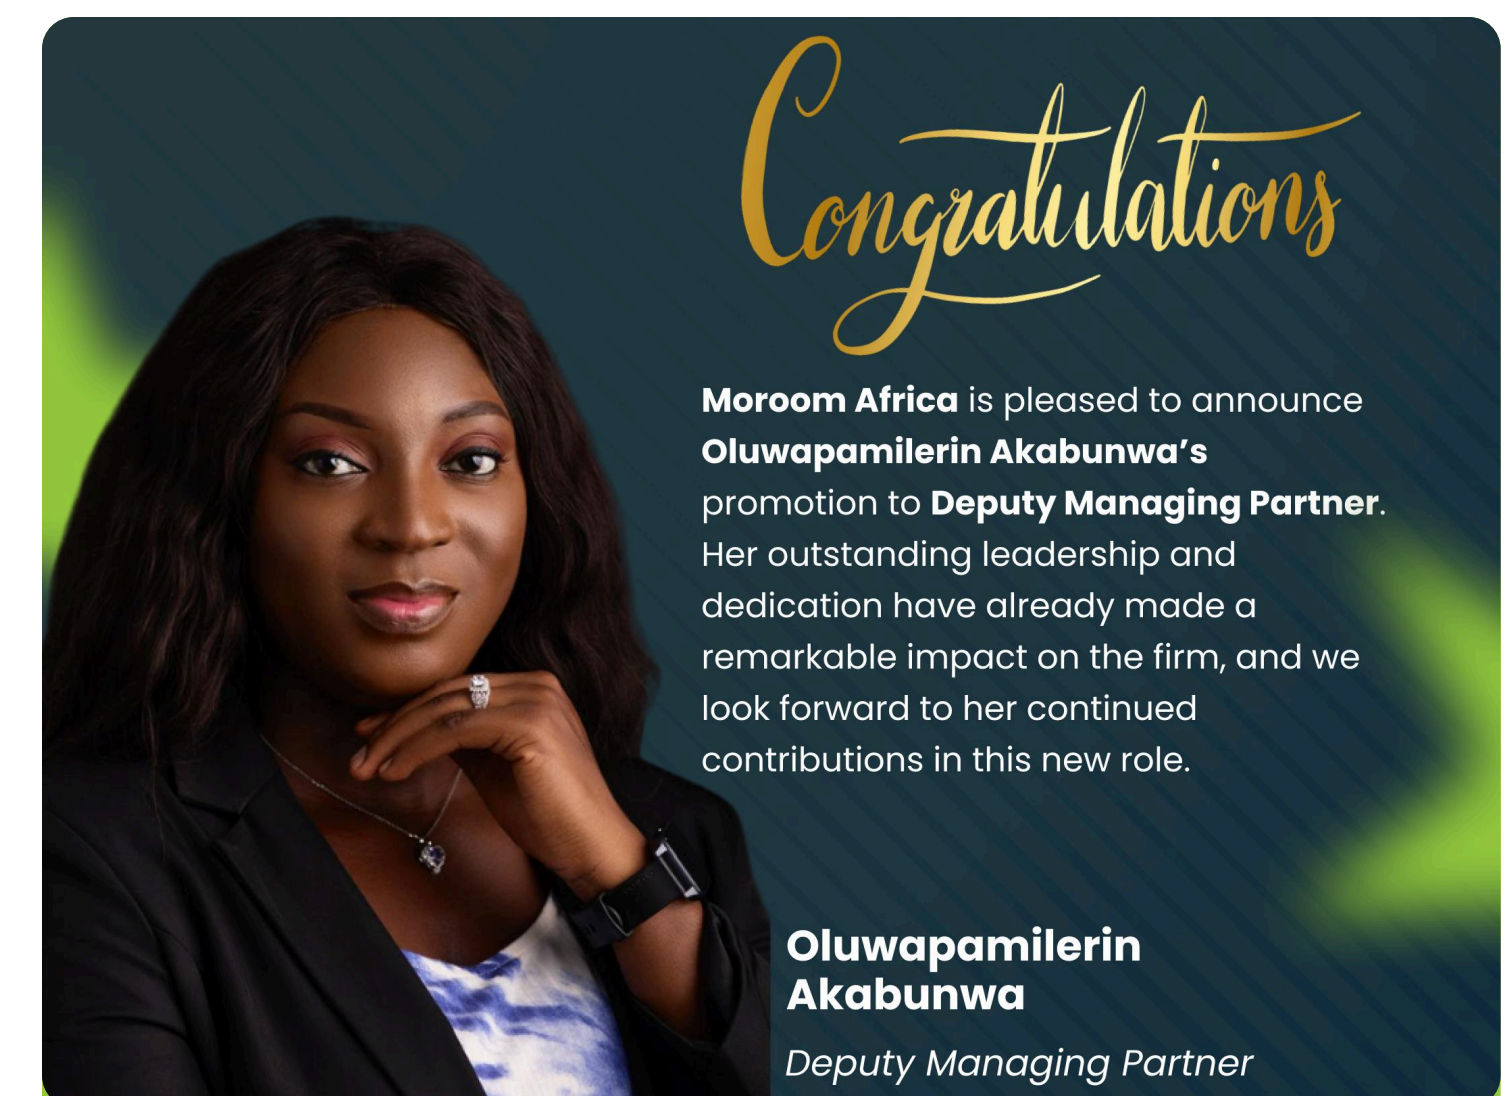 Congratulations
Moroom Africa is pleased to announce
Oluwapamilerin Akabunwa’s
promotion to Deputy Managing Partner.
Her outstanding leadership and
dedication have already made a
remarkable impact on the firm, and we
look forward to her continued
contributions in this new role.
Oluwapamilerin
Akabunwa
Deputy Managing Partner